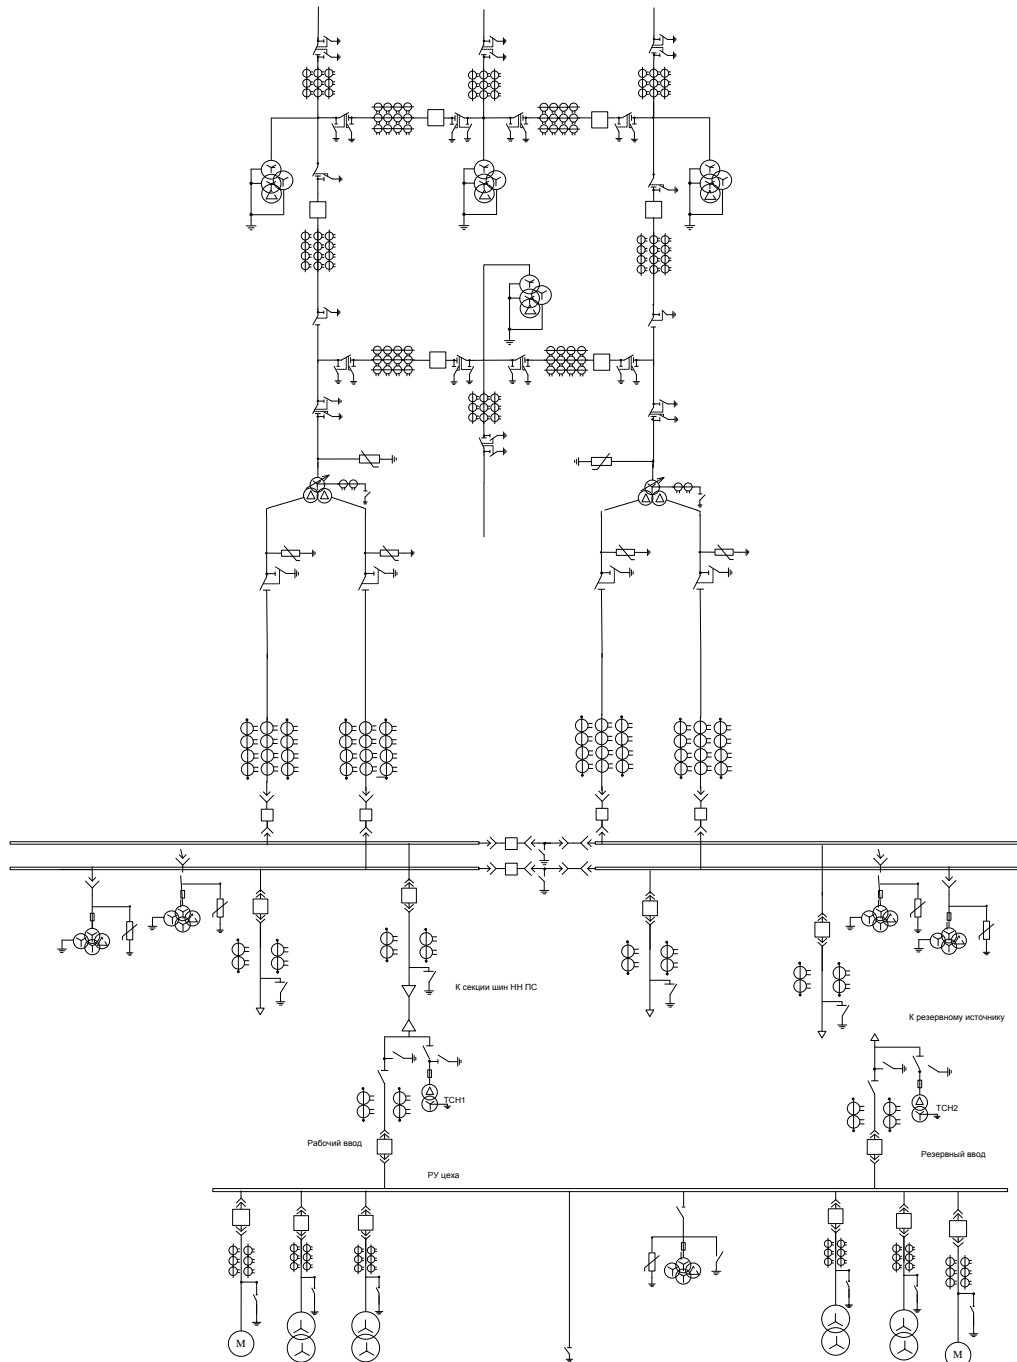 К секции шин НН ПС
К резервному источнику
ТСН1
ТСН2
Рабочий ввод
Резервный ввод
РУ цеха
М
М